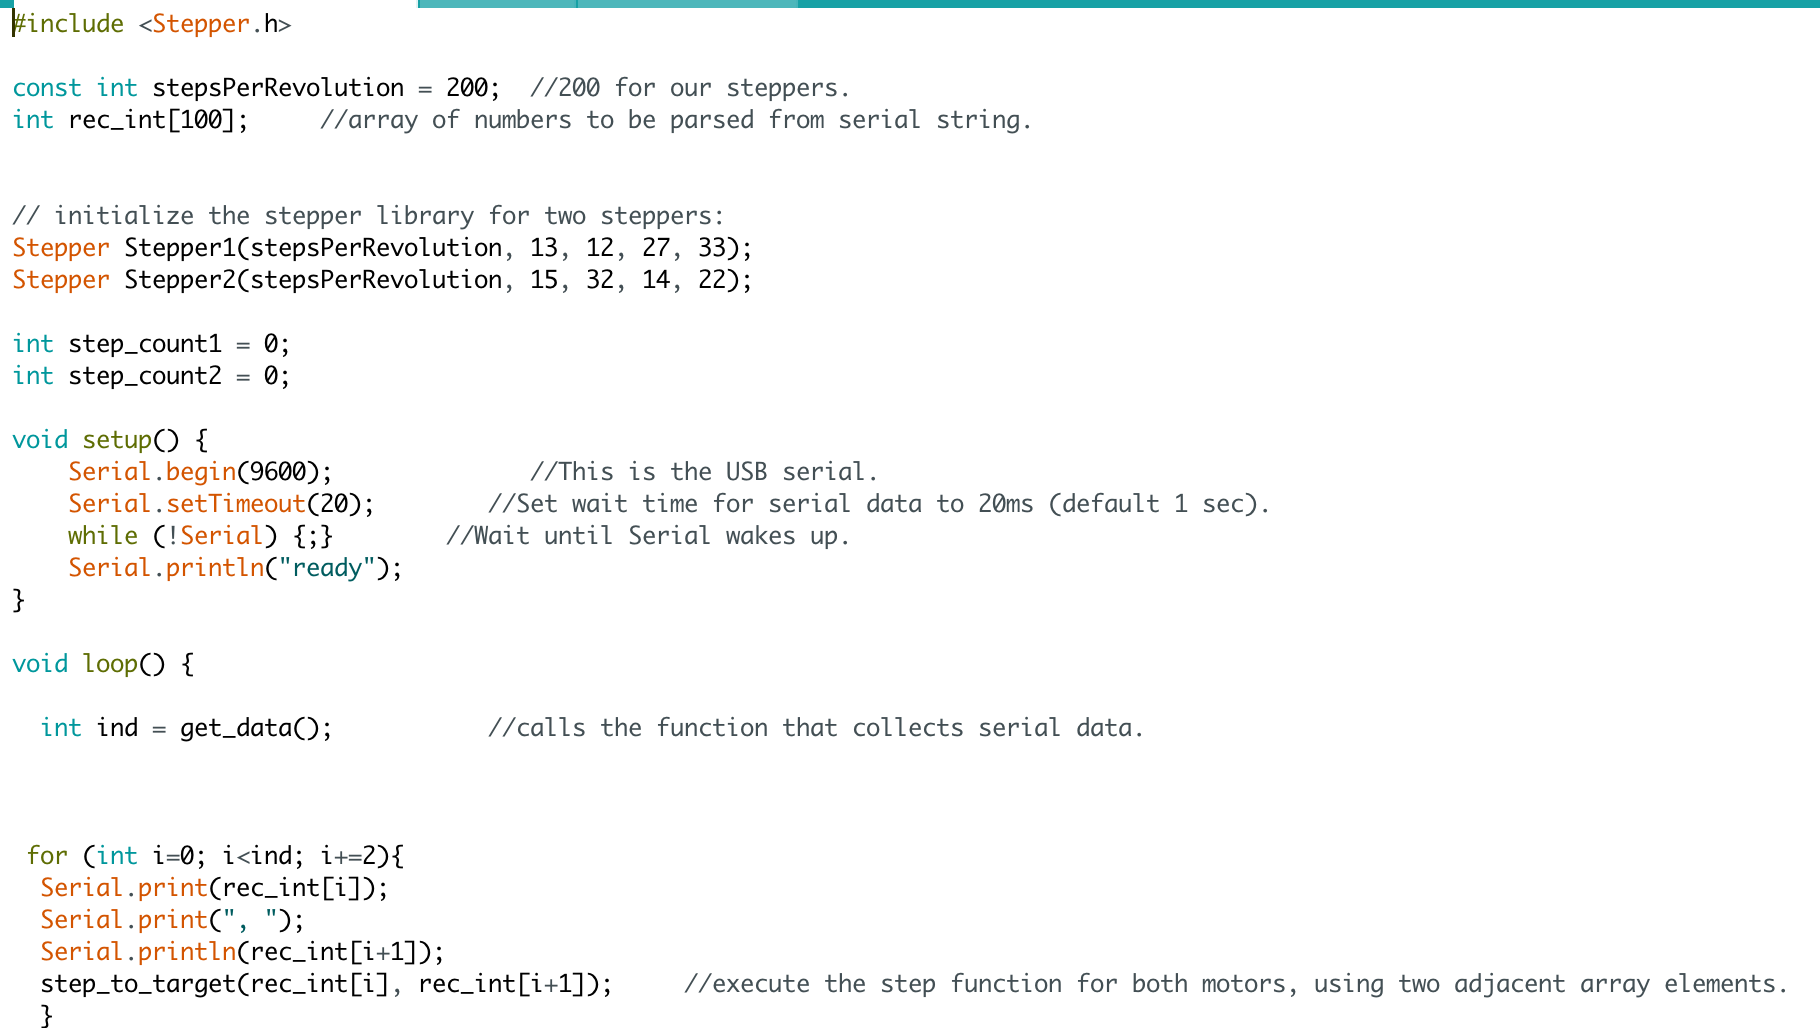 #include <Stepper.h>
const int stepsPerRevolution = 200;  //200 for our steppers.
int rec_int[100];     //array of numbers to be parsed from serial string.
// initialize the stepper library for two steppers:
Stepper Stepper1(stepsPerRevolution, 13, 12, 27, 33);
Stepper Stepper2(stepsPerRevolution, 15, 32, 14, 22);
int step_count1 = 0;
int step_count2 = 0;
void setup() {
    Serial.begin(9600);              //This is the USB serial.
    Serial.setTimeout(20);        //Set wait time for serial data to 20ms (default 1 sec).
    while (!Serial) {;}        //Wait until Serial wakes up.
    Serial.println("ready");
}
void loop() {
  int ind = get_data();           //calls the function that collects serial data.
 for (int i=0; i<ind; i+=2){
  Serial.print(rec_int[i]);
  Serial.print(", ");
  Serial.println(rec_int[i+1]);
  step_to_target(rec_int[i], rec_int[i+1]);     //execute the step function for both motors, using two adjacent array elements.
  }